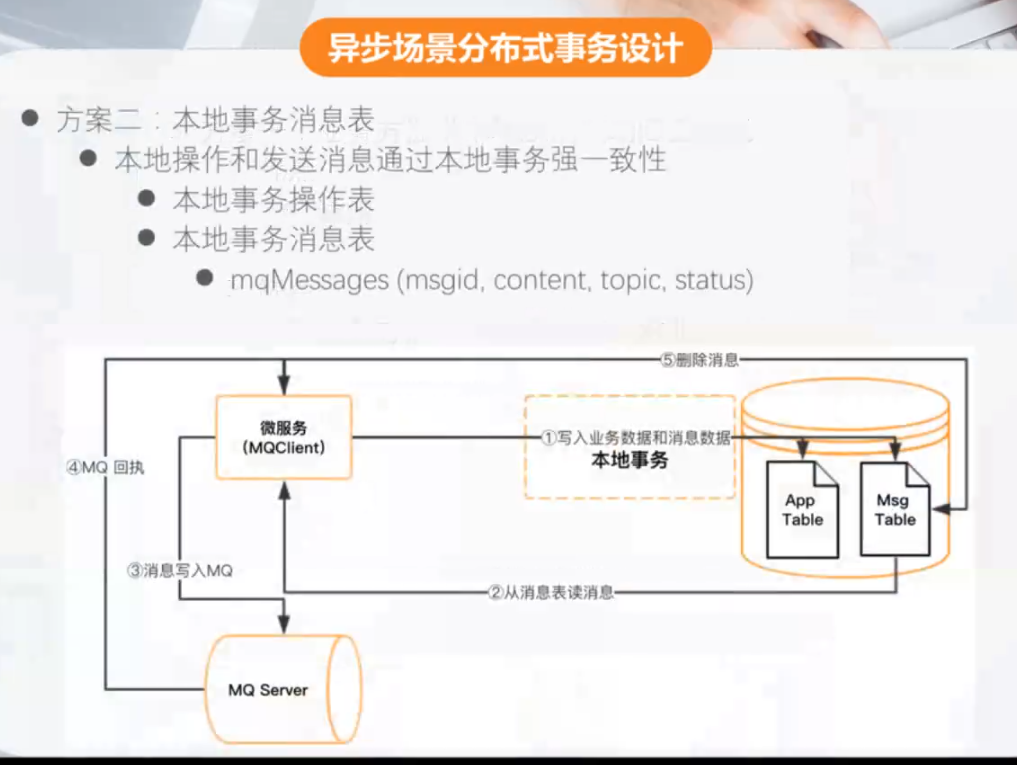 异步场景分布式事务设计
方案二：本地事务消息表
本地操作和发送消息通过本地事务强一致性
本地事务操作表
本地事务消息表
mqMessages (msgid, content, topic, status)
⑤删除消息
微服务
(MQClient)
①写入业务数据和消息数据
本地事务
④MQ 回执
App
Table
Msg
Table
③消息写入MQ
②从消息表读消息
MQ Server